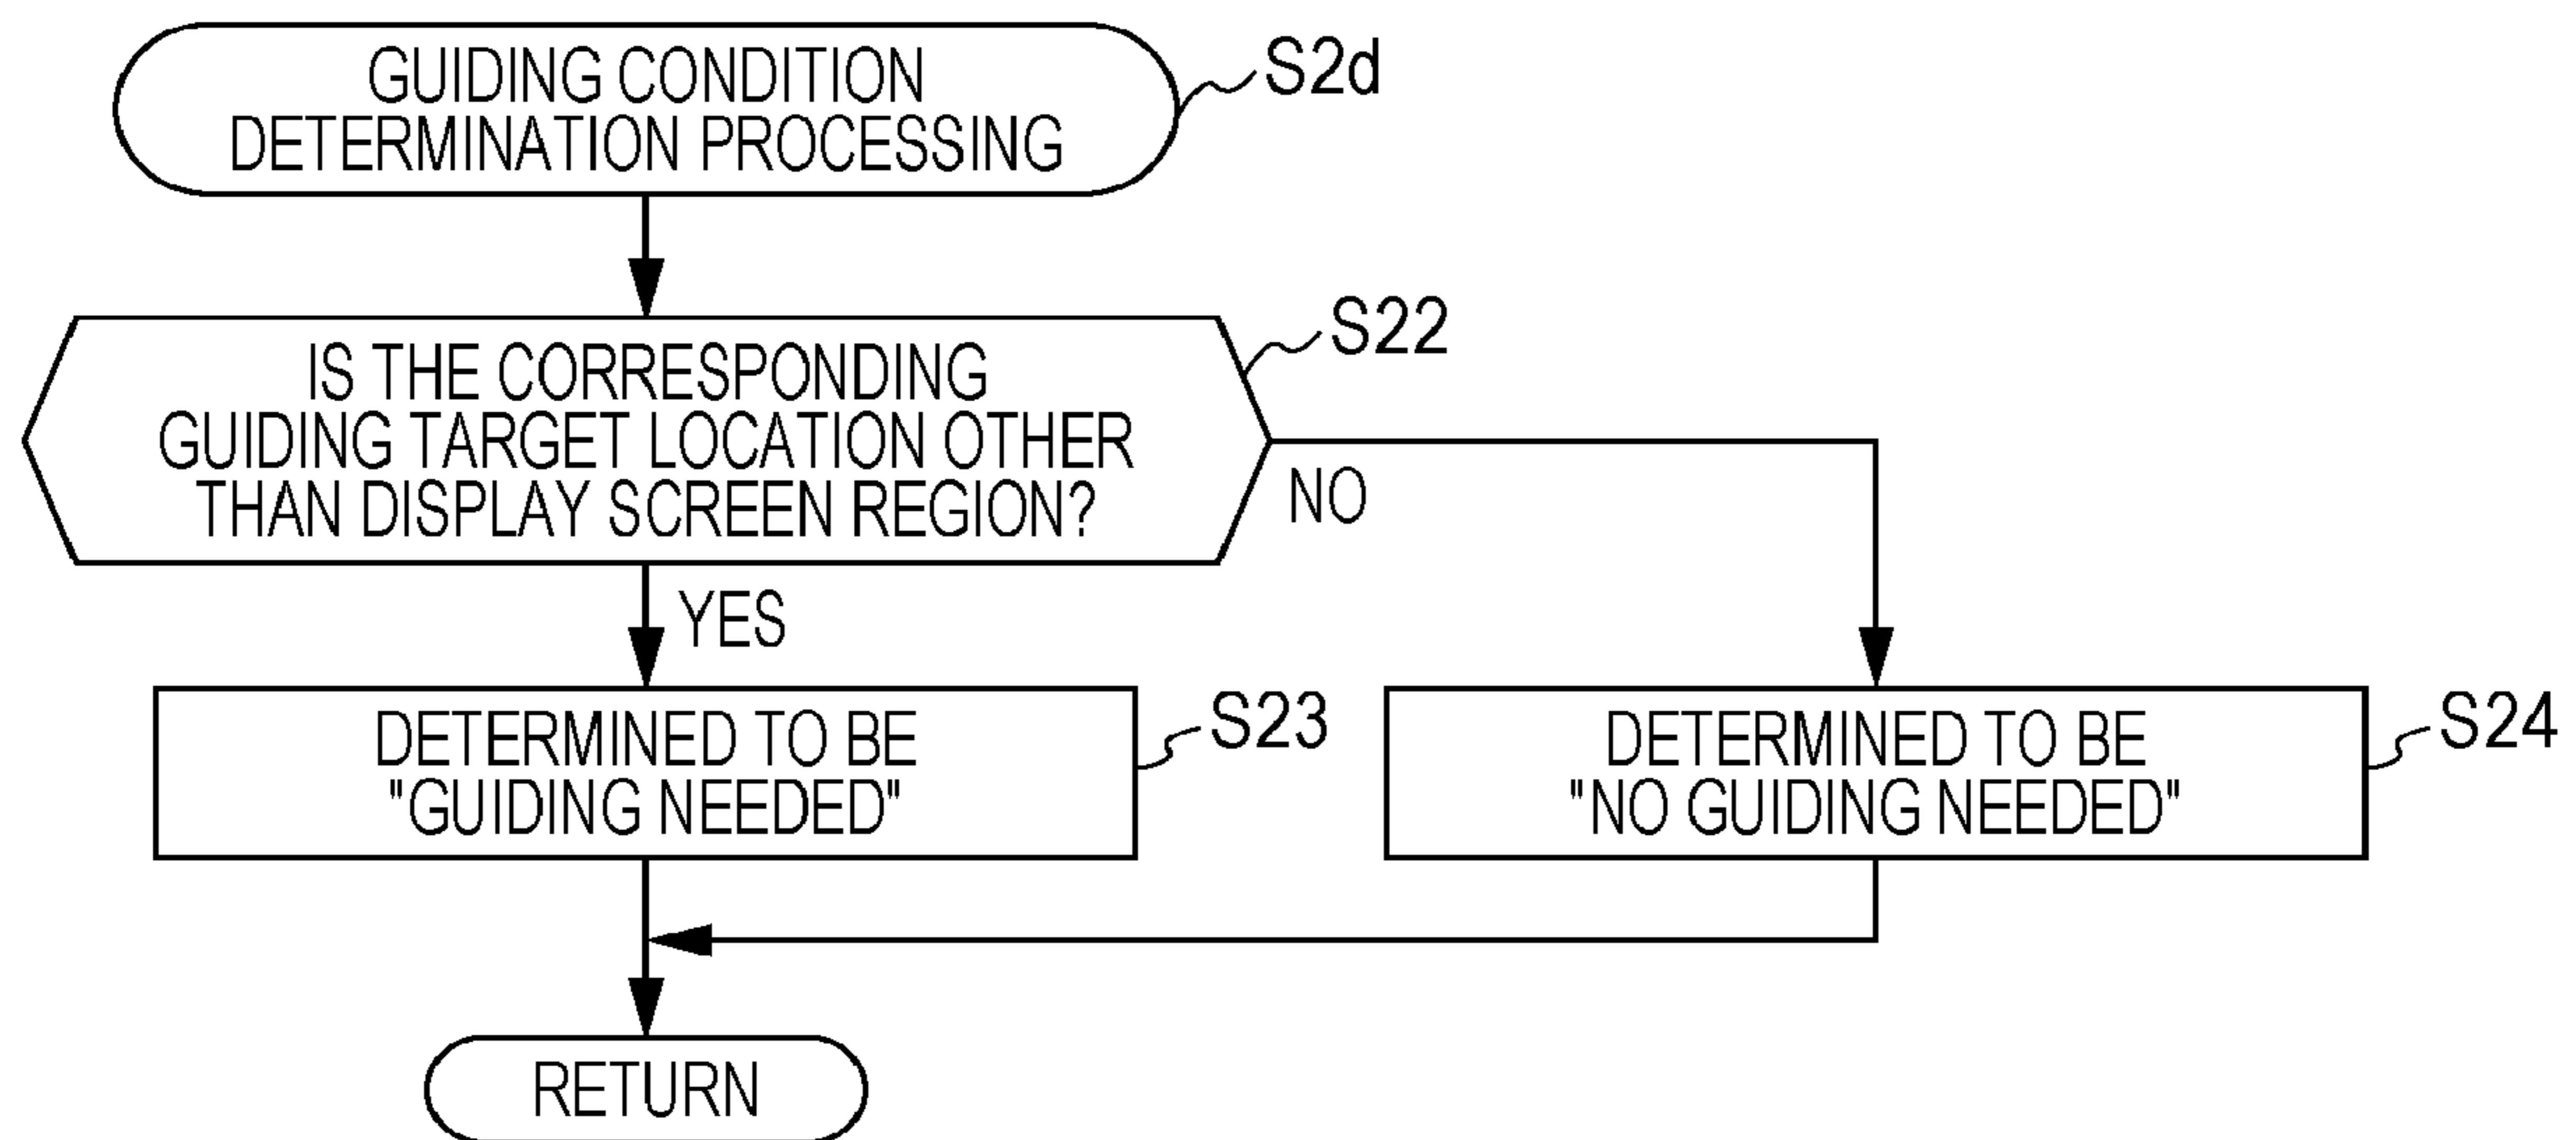 GUIDING CONDITION
DETERMINATION PROCESSING
S2d
IS THE CORRESPONDING
GUIDING TARGET LOCATION OTHER
THAN DISPLAY SCREEN REGION?
S22
NO
YES
DETERMINED TO BE
"GUIDING NEEDED"
S23
DETERMINED TO BE
"NO GUIDING NEEDED"
S24
RETURN